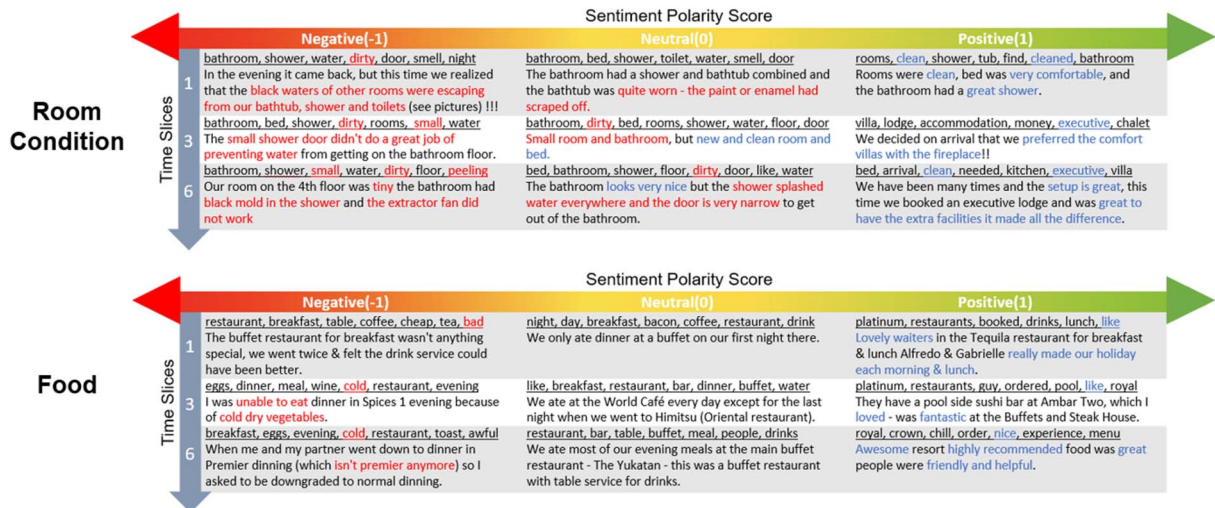 Sentiment Polarity Score
Negative(-1)
Neutral(0)
Positive(1)
Room
Condition
Time Slices
1
bathroom, shower, water, dirty, door, smell, night
In the evening it came back, but this time we realized
that the black waters of other rooms were escaping
from our bathtub, shower and toilets (see pictures) !!!
bathroom, bed, shower, toilet, water, smell, door
The bathroom had a shower and bathtub combined and
the bathtub was quite worn - the paint or enamel had
scraped off.
rooms, clean, shower, tub, find, cleaned, bathroom
Rooms were clean, bed was very comfortable, and
the bathroom had a great shower.
3
bathroom, bed, shower, dirty, rooms, small, water
The small shower door didn't do a great job of
preventing water from getting on the bathroom floor.
bathroom, dirty, bed, rooms, shower, water, floor, door
Small room and bathroom, but new and clean room and
bed.
villa, lodge, accommodation, money, executive, chalet
We decided on arrival that we preferred the comfort
villas with the fireplace!!
6
bathroom, shower, small, water, dirty, floor, peeling
Our room on the 4th floor was tiny the bathroom had
black mold in the shower and the extractor fan did
not work
bed, bathroom, shower, floor, dirty, door, like, water
The bathroom looks very nice but the shower splashed
water everywhere and the door is very narrow to get
out of the bathroom.
bed, arrival, clean, needed, kitchen, executive, villa
We have been many times and the setup is great, this
time we booked an executive lodge and was great to
have the extra facilities it made all the difference.
Sentiment Polarity Score
Negative(-1)
Neutral(0)
Positive(1)
Food
Time Slices
1
restaurant, breakfast, table, coffee, cheap, tea, bad
The buffet restaurant for breakfast wasn't anything
special, we went twice & felt the drink service could
have been better.
night, day, breakfast, bacon, coffee, restaurant, drink
We only ate dinner at a buffet on our first night there.
platinum, restaurants, booked, drinks, lunch, like
Lovely waiters in the Tequila restaurant for breakfast
& lunch Alfredo & Gabrielle really made our holiday
each morning & lunch.
3
eggs, dinner, meal, wine, cold, restaurant, evening
I was unable to eat dinner in Spices 1 evening because
of cold dry vegetables.
like, breakfast, restaurant, bar, dinner, buffet, water
We ate at the World Café every day except for the last
night when we went to Himitsu (Oriental restaurant).
platinum, restaurants, guy, ordered, pool, like, royal
They have a pool side sushi bar at Ambar Two, which I
loved - was fantastic at the Buffets and Steak House.
6
breakfast, eggs, evening, cold, restaurant, toast, awful
When me and my partner went down to dinner in
Premier dinning (which isn't premier anymore) so I
asked to be downgraded to normal dinning.
restaurant, bar, table, buffet, meal, people, drinks
We ate most of our evening meals at the main buffet
restaurant - The Yukatan - this was a buffet restaurant
with table service for drinks.
royal, crown, chill, order, nice, experience, menu
Awesome resort highly recommended food was great
people were friendly and helpful.